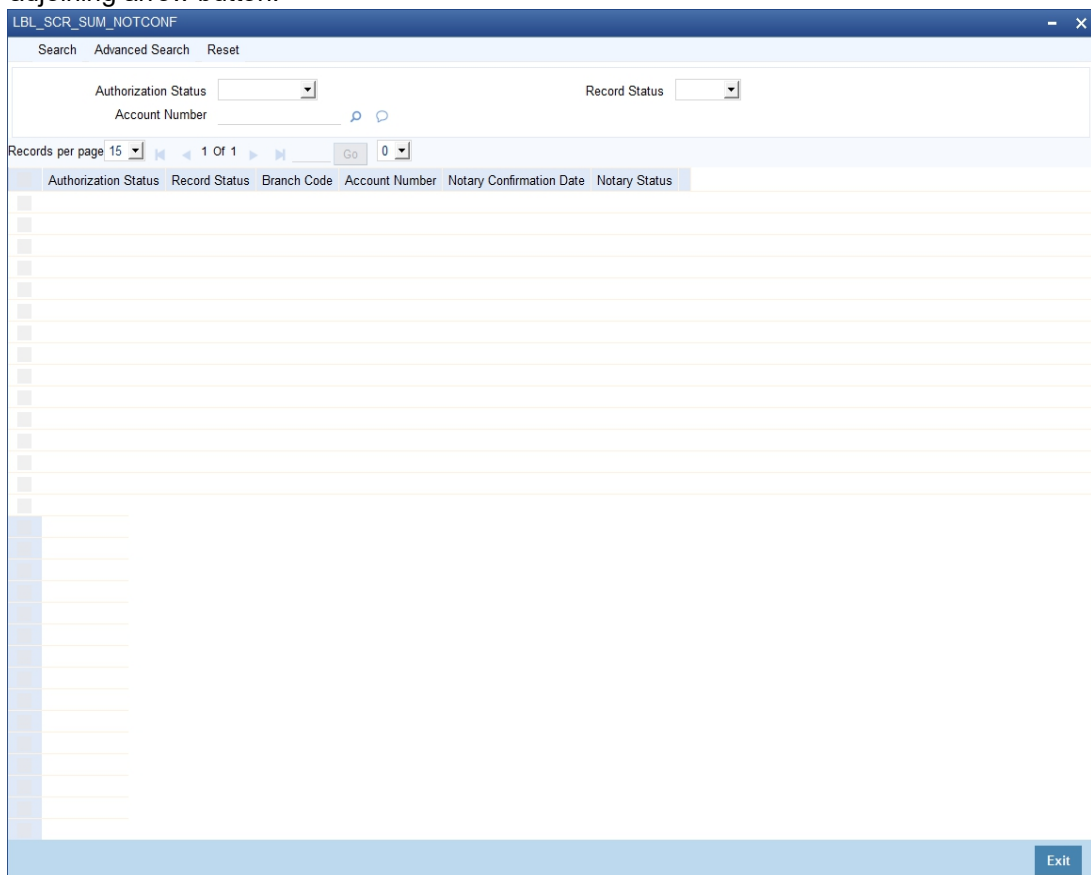 adjoining arrow button.
LBL_SCR_SUM_NOTCONF
Search Advanced Search Reset
Authorization Status Record Status
Account Number
Records per page 15 1 Of 1 Go 0
Authorization Status Record Status Branch Code Account Number Notary Confirmation Date Notary Status
Exit